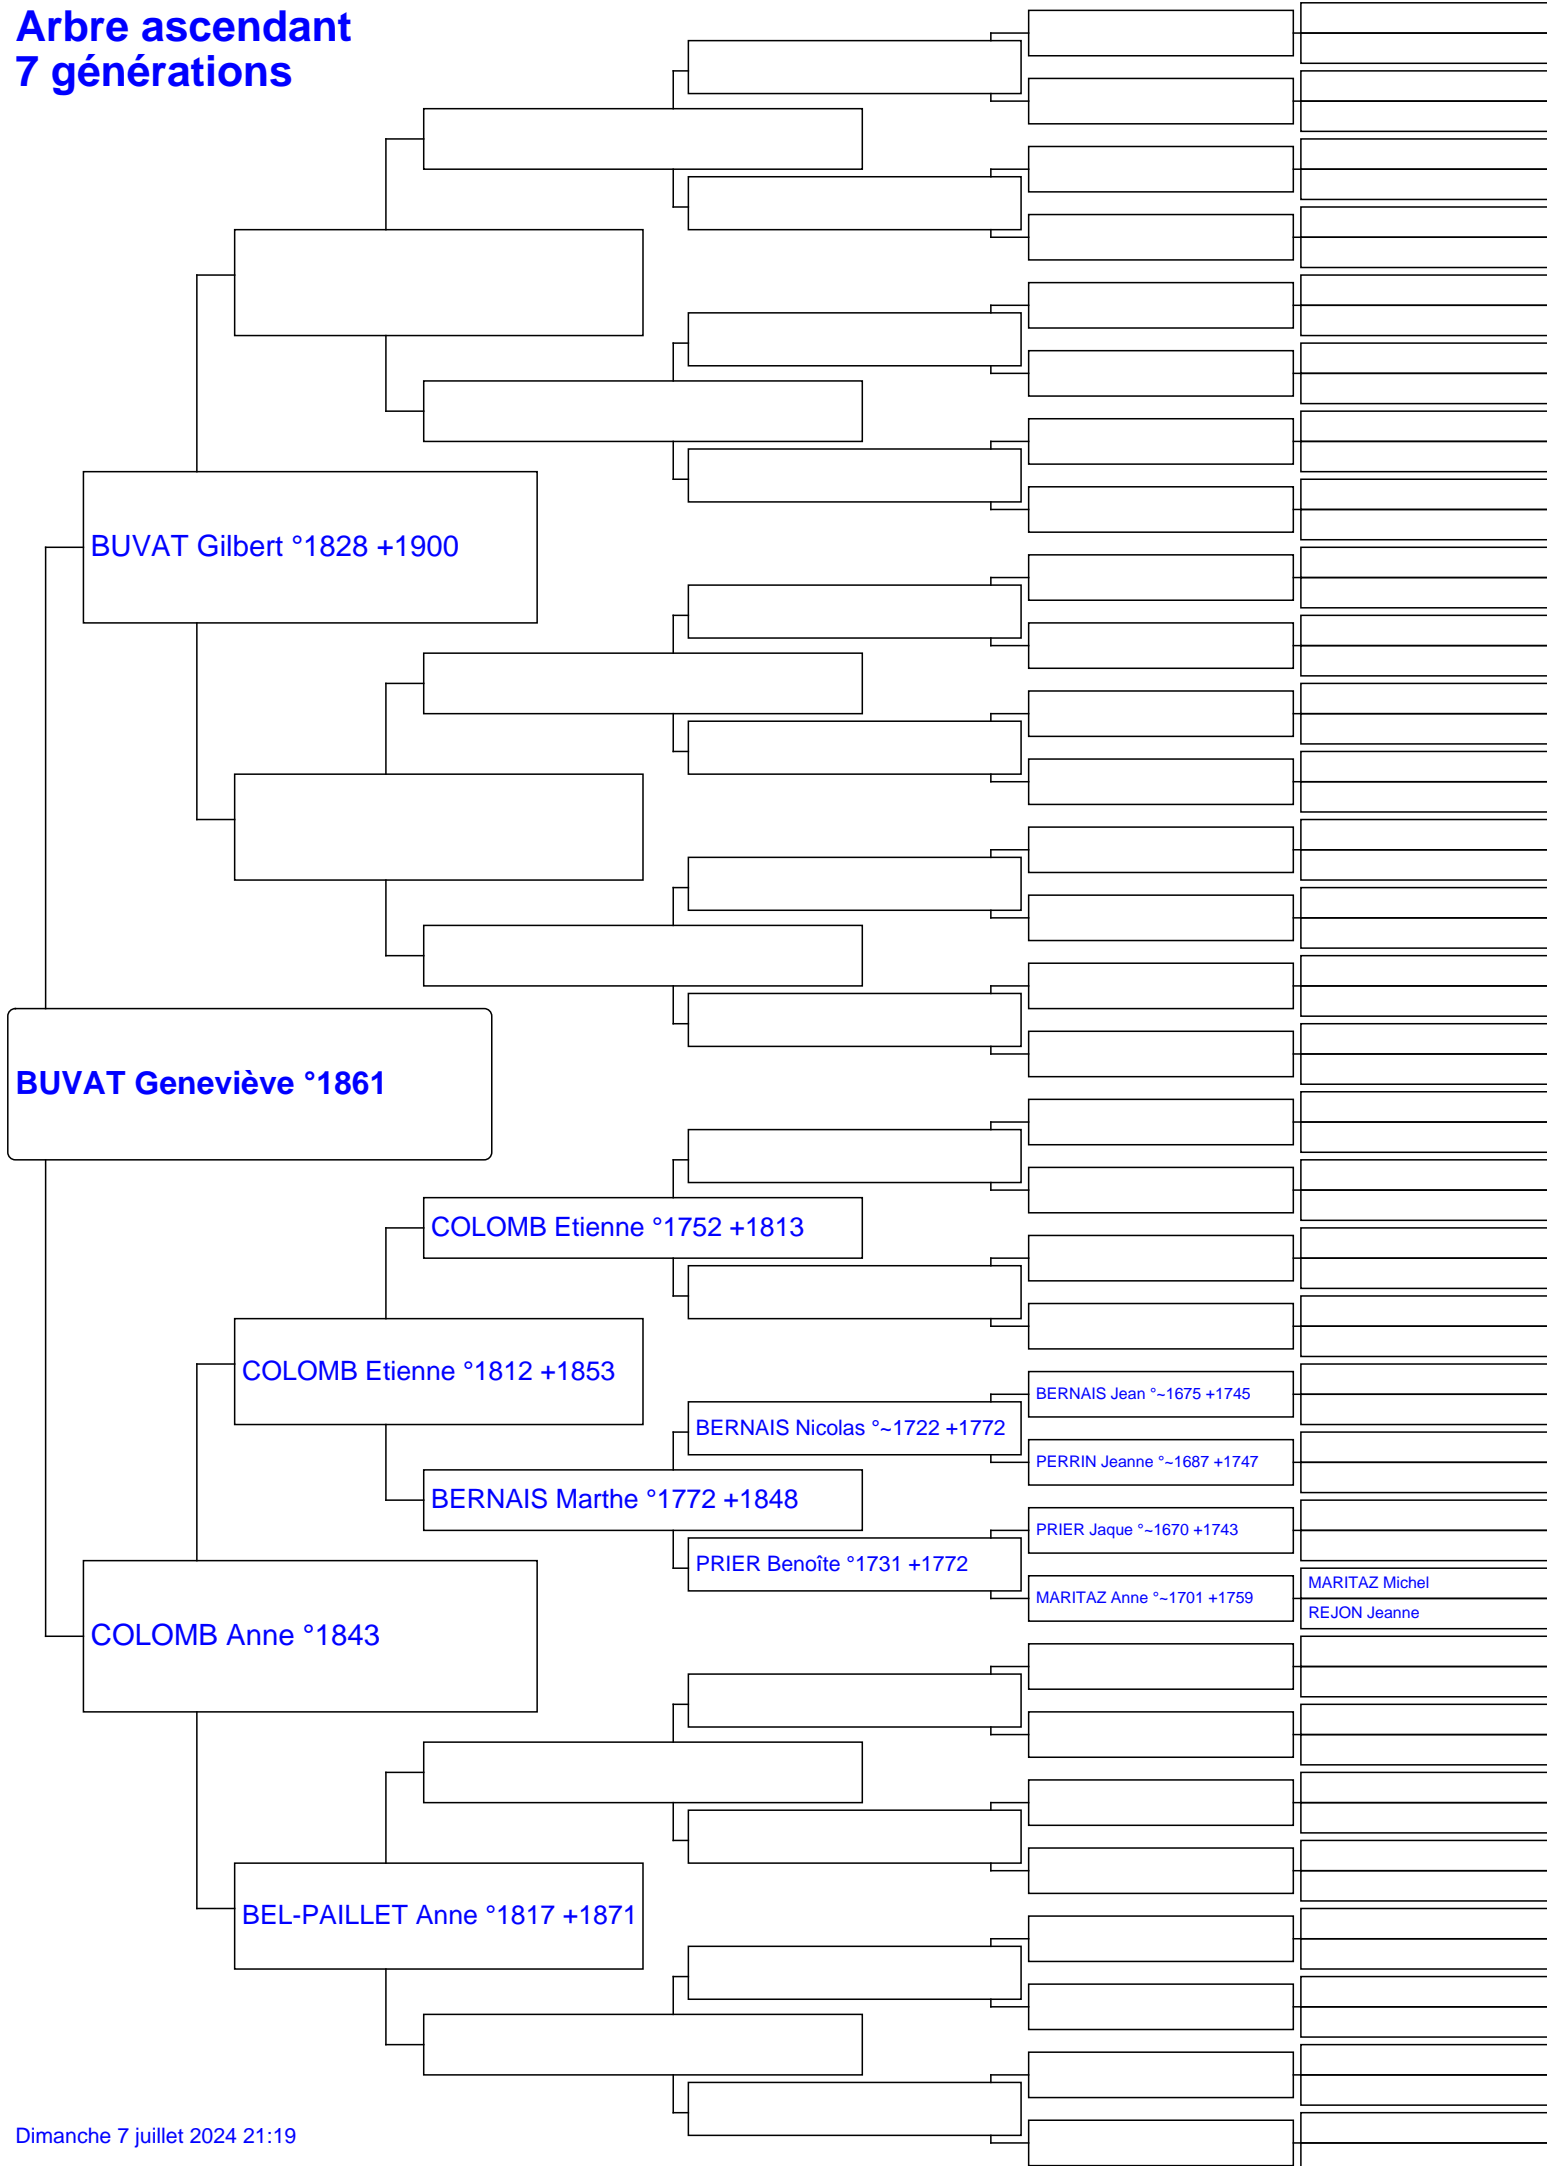 Arbre ascendant
7 générations
BUVAT Gilbert °1828 +1900
BUVAT Geneviève °1861
COLOMB Etienne °1752 +1813
COLOMB Etienne °1812 +1853
BERNAIS Jean °~1675 +1745
BERNAIS Nicolas °~1722 +1772
PERRIN Jeanne °~1687 +1747
BERNAIS Marthe °1772 +1848
PRIER Jaque °~1670 +1743
PRIER Benoîte °1731 +1772
MARITAZ Michel
MARITAZ Anne °~1701 +1759
REJON Jeanne
COLOMB Anne °1843
BEL-PAILLET Anne °1817 +1871
Dimanche 7 juillet 2024 21:19